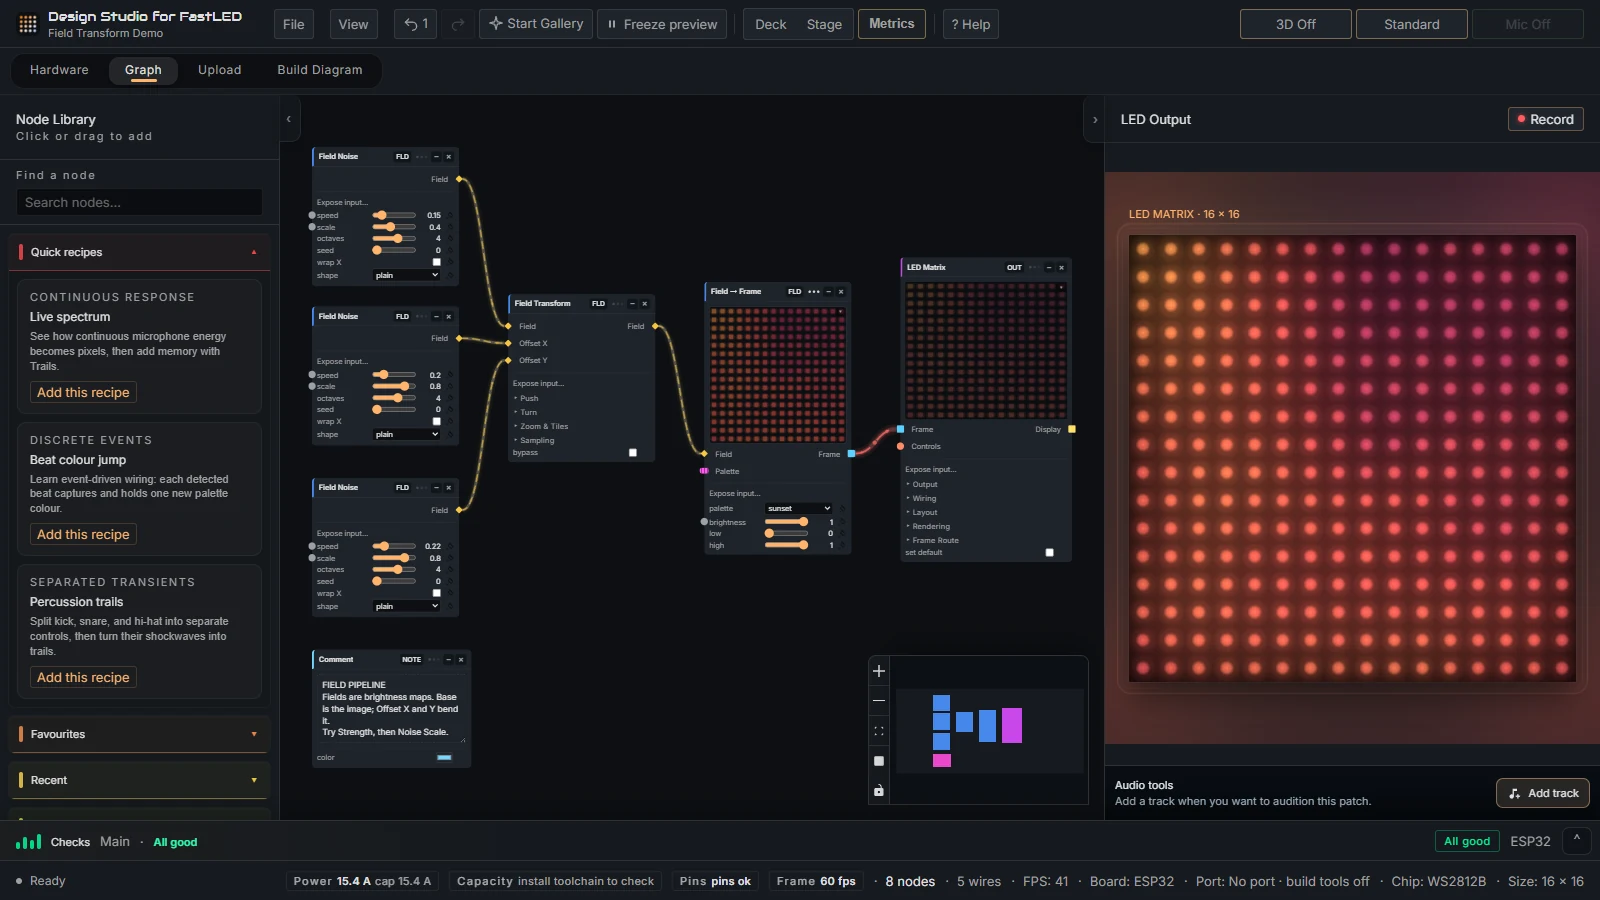 Design Studio for FastLED
Field Transform Demo
File
View
1
Start Gallery
Freeze preview
Deck
Stage
Metrics
? Help
3D Off
Standard
Mic Off
Hardware
Graph
Upload
Build Diagram
Node Library
Click or drag to add
Find a node
Search nodes...
Quick recipes
CONTINUOUS RESPONSE
Live spectrum
See how continuous microphone energy
becomes pixels, then add memory with
Trails.
Add this recipe
DISCRETE EVENTS
Beat colour jump
Learn event-driven wiring: each detected
beat captures and holds one new palette
colour.
Add this recipe
SEPARATED TRANSIENTS
Percussion trails
Split kick, snare, and hi-hat into separate
controls, then turn their shockwaves into
trails.
Add this recipe
Favourites
Recent
Field Noise FLD
Field
Expose input...
speed 0.15
scale 0.4
octaves 4
seed 0
wrap X
shape plain
Field Noise FLD
Field
Expose input...
speed 0.2
scale 0.8
octaves 4
seed 0
wrap X
shape plain
Field Noise FLD
Field
Expose input...
speed 0.22
scale 0.8
octaves 4
seed 0
wrap X
shape plain
Comment NOTE
FIELD PIPELINE
Fields are brightness maps. Base
is the image; Offset X and Y bend
it.
Try Strength, then Noise Scale.
color
Field Transform FLD
Field Field
Offset X
Offset Y
Expose input...
Push
Turn
Zoom & Tiles
Sampling
bypass
Field → Frame FLD
Field Frame
Palette
Expose input...
palette sunset
brightness 1
low 0
high 1
LED Matrix OUT
Frame Display
Controls
Expose input...
Output
Wiring
Layout
Rendering
Frame Route
set default
LED Output
Record
LED MATRIX · 16 × 16
Audio tools
Add a track when you want to audition this patch.
Add track
Checks Main · All good
All good ESP32
Ready
Power 15.4 A cap 15.4 A
Capacity install toolchain to check
Pins pins ok
Frame 60 fps
· 8 nodes · 5 wires · FPS: 41 · Board: ESP32 · Port: No port · build tools off · Chip: WS2812B · Size: 16 × 16